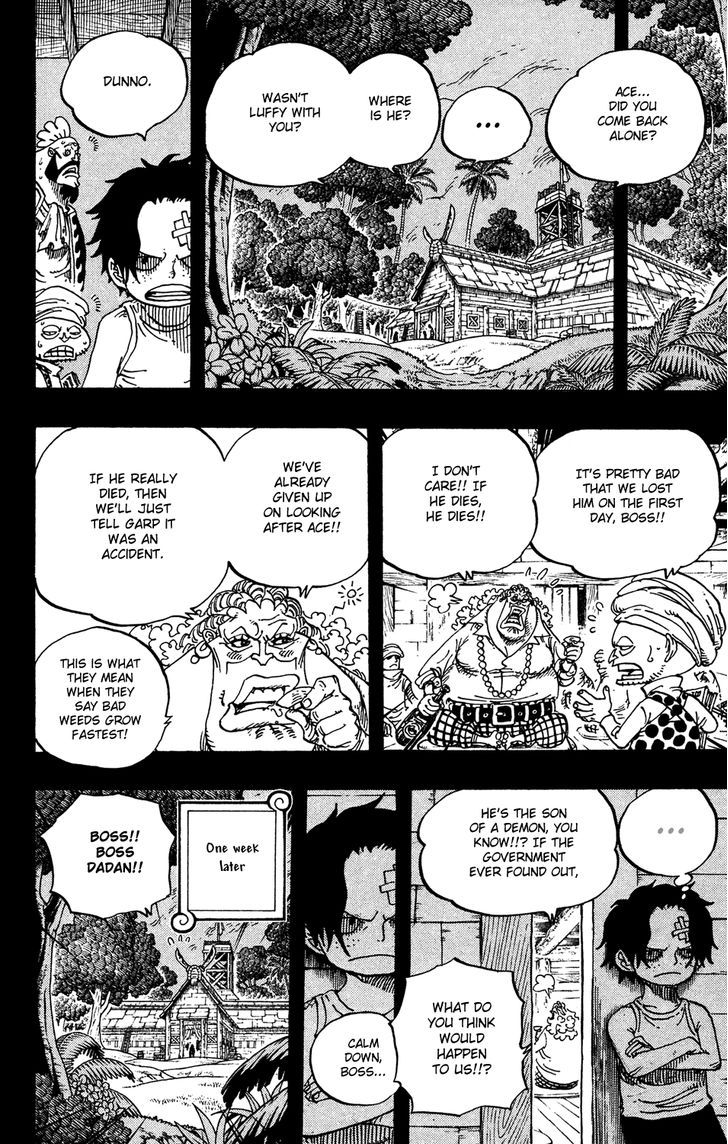 ACE...
DID YOU
COME BACK
ALONE?
...
WHERE
IS HE?
WASN'T
LUFFY WITH
YOU?
DUNNO.
IT'S PRETTY BAD
THAT WE LOST
HIM ON THE FIRST
DAY, BOSS!!
I DON'T
CARE!! IF
HE DIES,
HE DIES!!
WE'VE
ALREADY
GIVEN UP
ON LOOKING
AFTER ACE!!
IF HE REALLY
DIED, THEN
WE'LL JUST
TELL GARP IT
WAS AN
ACCIDENT.
THIS IS WHAT
THEY MEAN
WHEN THEY
SAY BAD
WEEDS GROW
FASTEST!
...
HE'S THE SON
OF A DEMON, YOU
KNOW!!? IF THE
GOVERNMENT
EVER FOUND OUT,
WHAT DO
YOU THINK
WOULD
HAPPEN
TO US!!?
CALM
DOWN,
BOSS...
One week
later
BOSS!!
BOSS
DADAN!!